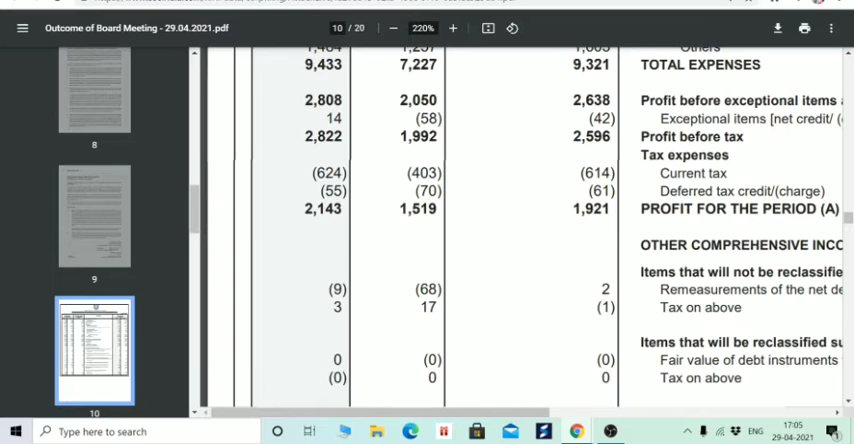 Outcome of Board Meeting - 29.04.2021.pdf
10 / 20
220%
8
9
10
9,433 7,227 9,321 TOTAL EXPENSES
2,808 2,050 2,638 Profit before exceptional items
14 (58) (42) Exceptional items [net credit/ (
2,822 1,992 2,596 Profit before tax
Tax expenses
(624) (403) (614) Current tax
(55) (70) (61) Deferred tax credit/(charge)
2,143 1,519 1,921 PROFIT FOR THE PERIOD (A)
OTHER COMPREHENSIVE INCO
Items that will not be reclassifie
(9) (68) 2 Remeasurements of the net de
3 17 (1) Tax on above
Items that will be reclassified su
0 (0) (0) Fair value of debt instruments
(0) 0 0 Tax on above
Type here to search
ENG
17:05
29-04-2021